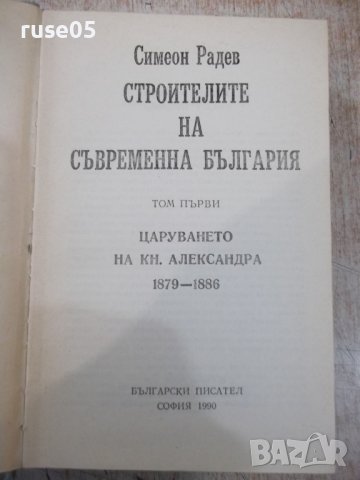 ruse05
Симеон Радев
СТРОИТЕЛИТЕ
НА
СЪВРЕМЕННА БЪЛГАРИЯ
ТОМ ПЪРВИ
ЦАРУВАНЕТО
НА КН. АЛЕКСАНДРА
1879—1886
БЪЛГАРСКИ ПИСАТЕЛ
СОФИЯ 1990
BAZAR